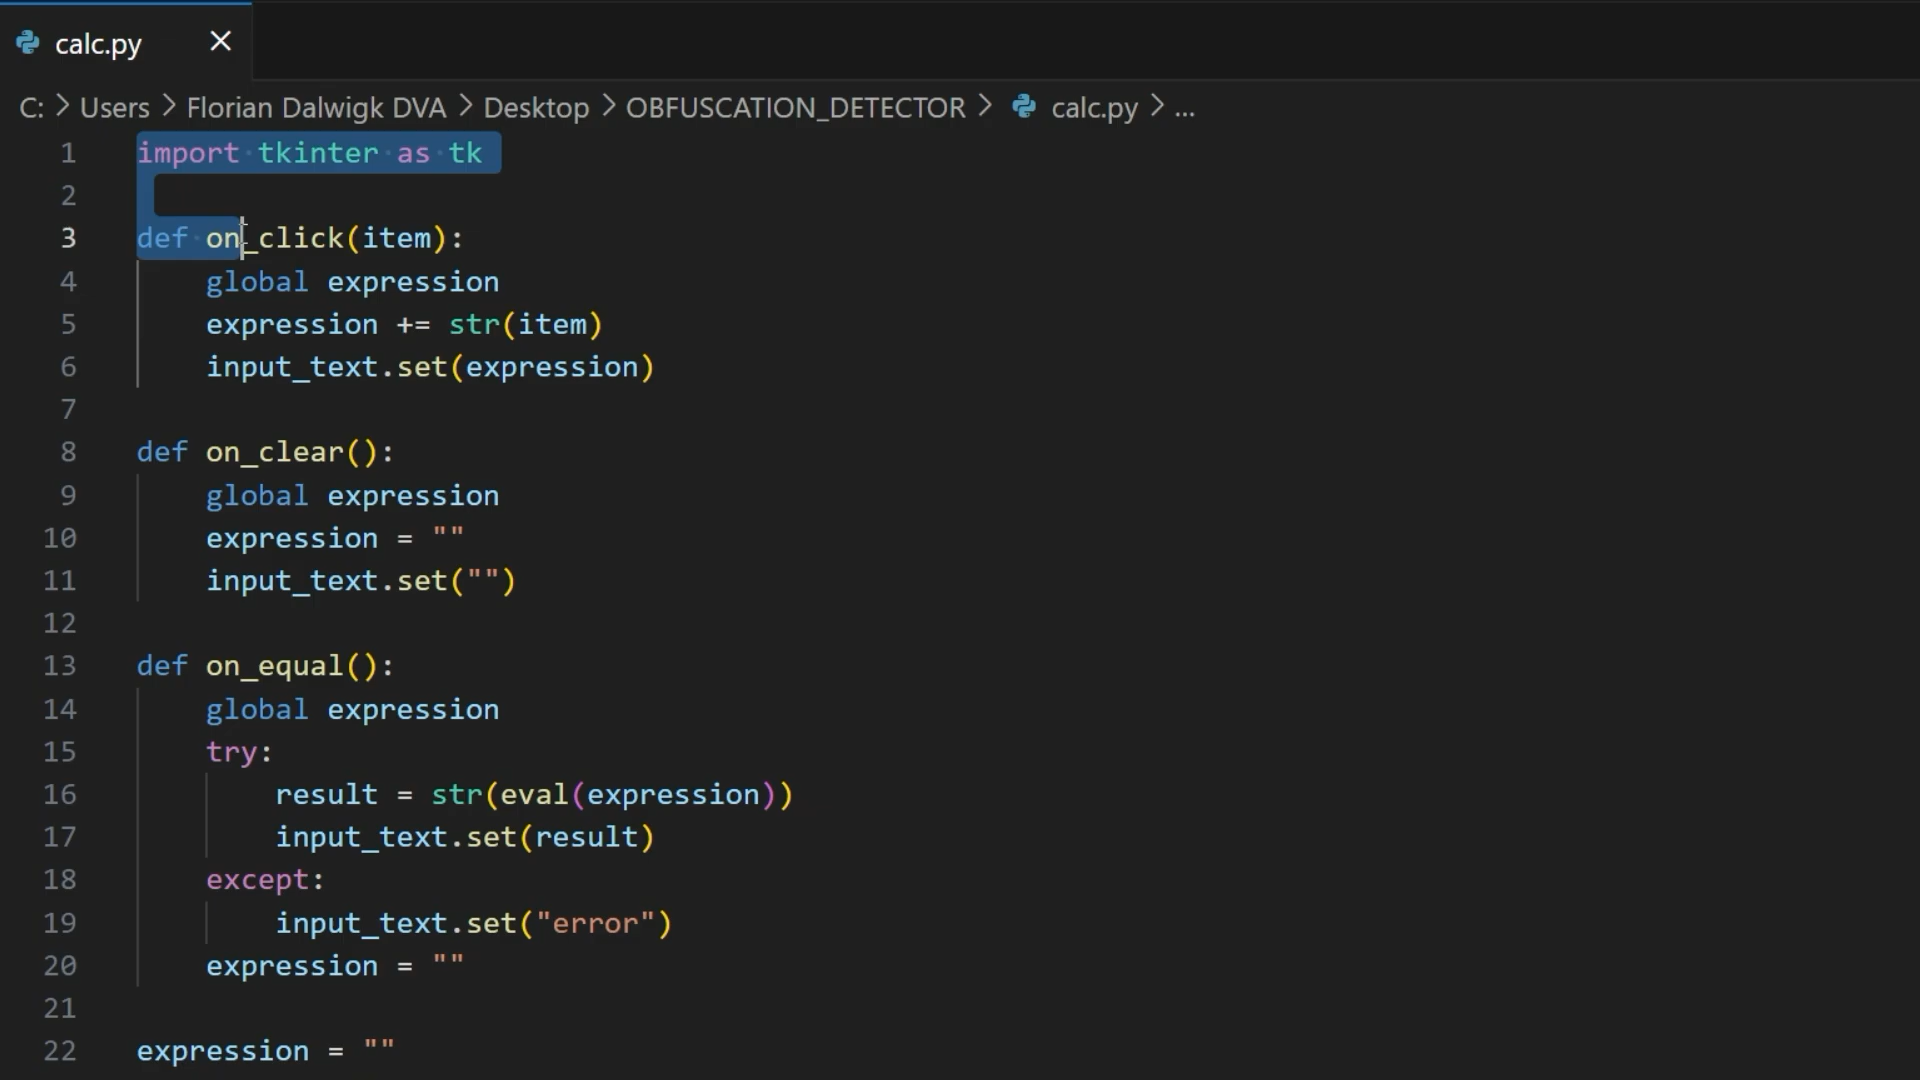 calc.py
C: > Users > Florian Dalwigk DVA > Desktop > OBFUSCATION_DETECTOR > calc.py > ...
1 import tkinter as tk
2
3 def on_click(item):
4     global expression
5     expression += str(item)
6     input_text.set(expression)
7
8 def on_clear():
9     global expression
10     expression = ""
11     input_text.set("")
12
13 def on_equal():
14     global expression
15     try:
16         result = str(eval(expression))
17         input_text.set(result)
18     except:
19         input_text.set("error")
20     expression = ""
21
22 expression = ""